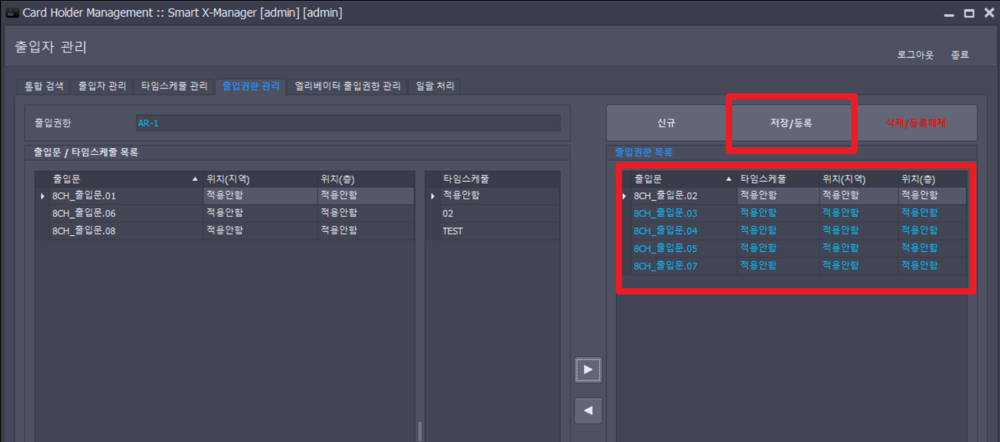 Card Holder Management :: Smart X-Manager [admin] [admin]
출입자 관리
로그아웃 종료
통합 검색 출입자 관리 타임스케줄 관리 출입권한 관리 엘리베이터 출입권한 관리 일괄 처리
출입권한 AR-1
신규 저장/등록 삭제/등록해제
출입문 / 타임스케줄 목록
출입권한 목록
출입문 위치(지역) 위치(층) 타임스케쥴
8CH_출입문.01 적용안함 적용안함 적용안함
8CH_출입문.06 적용안함 적용안함 02
8CH_출입문.08 적용안함 적용안함 TEST
출입문 타임스케쥴 위치(지역) 위치(층)
8CH_출입문.02 적용안함 적용안함 적용안함
8CH_출입문.03 적용안함 적용안함 적용안함
8CH_출입문.04 적용안함 적용안함 적용안함
8CH_출입문.05 적용안함 적용안함 적용안함
8CH_출입문.07 적용안함 적용안함 적용안함